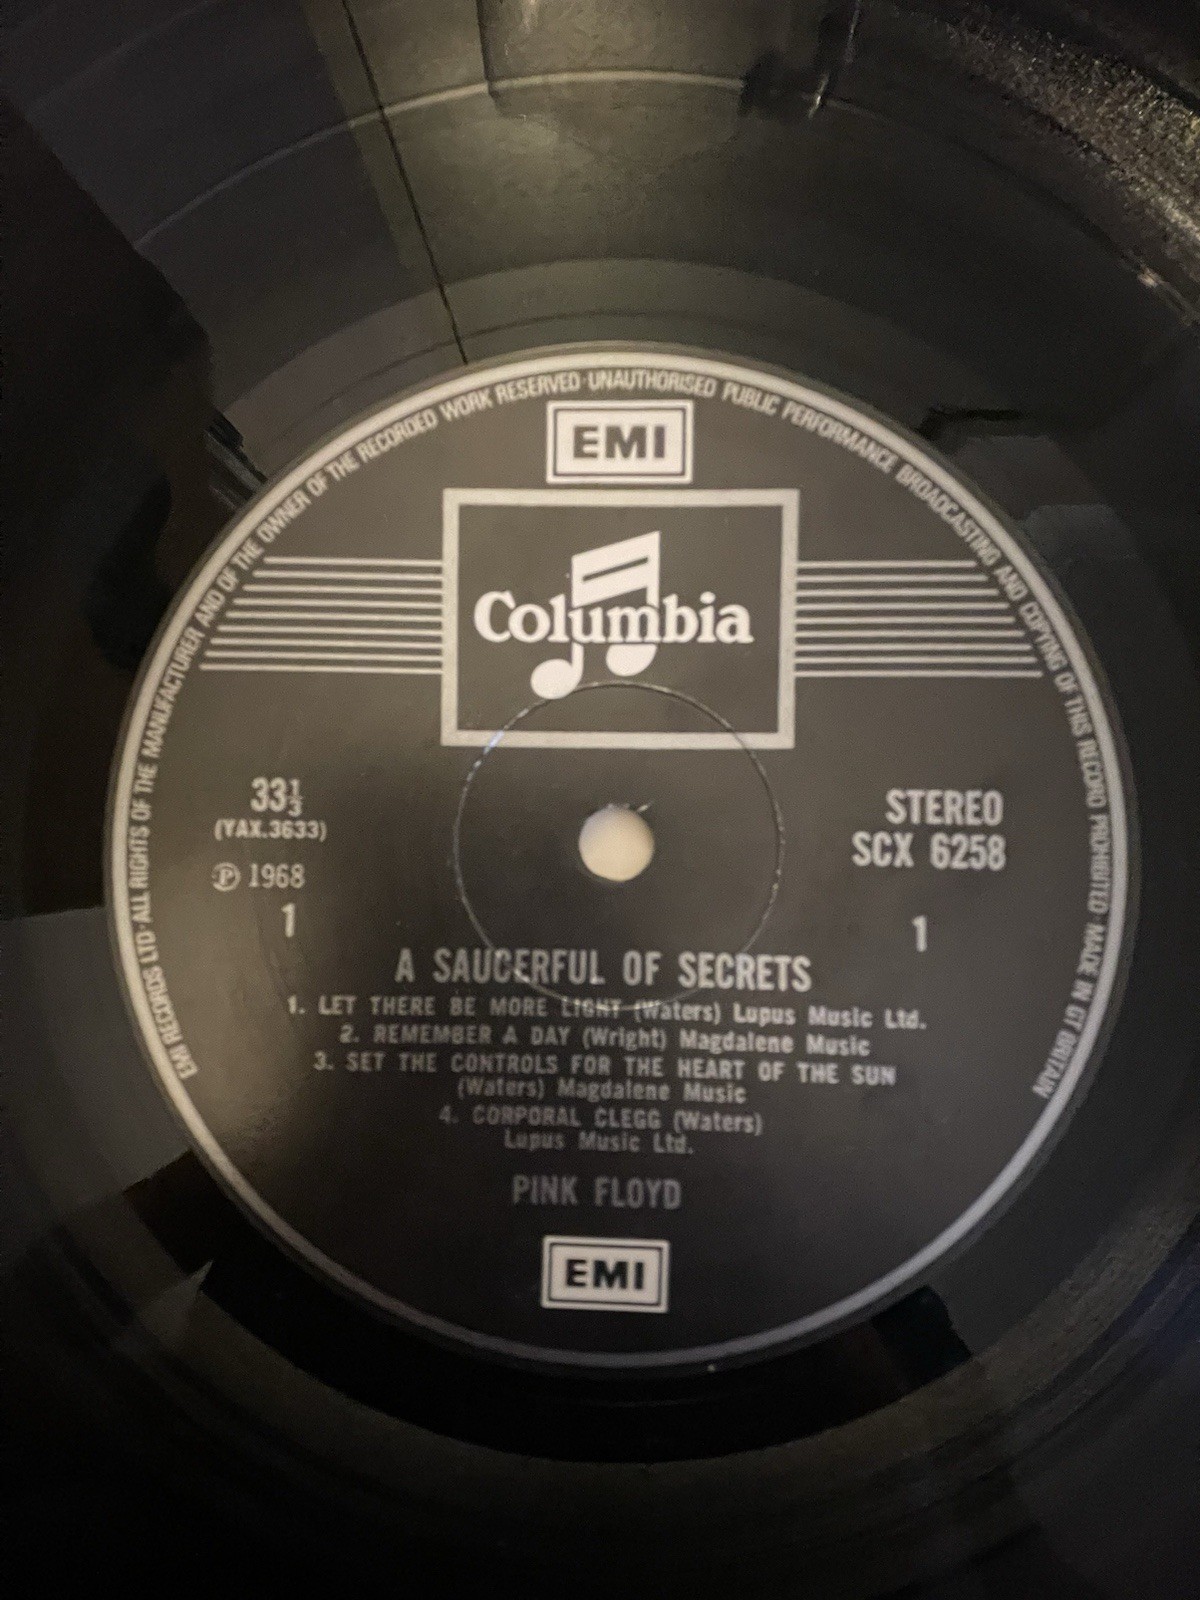 EMI RECORDS LTD · ALL RIGHTS OF THE MANUFACTURER AND OF THE OWNER OF THE RECORDED WORK RESERVED · UNAUTHORISED PUBLIC PERFORMANCE BROADCASTING AND COPYING OF THIS RECORD PROHIBITED · MADE IN GT BRITAIN
EMI
Columbia
33⅓
(YAX.3633)
℗ 1968
1
STEREO
SCX 6258
1
A SAUCERFUL OF SECRETS
1. LET THERE BE MORE LIGHT (Waters) Lupus Music Ltd.
2. REMEMBER A DAY (Wright) Magdalene Music
3. SET THE CONTROLS FOR THE HEART OF THE SUN
(Waters) Magdalene Music
4. CORPORAL CLEGG (Waters)
Lupus Music Ltd.
PINK FLOYD
EMI